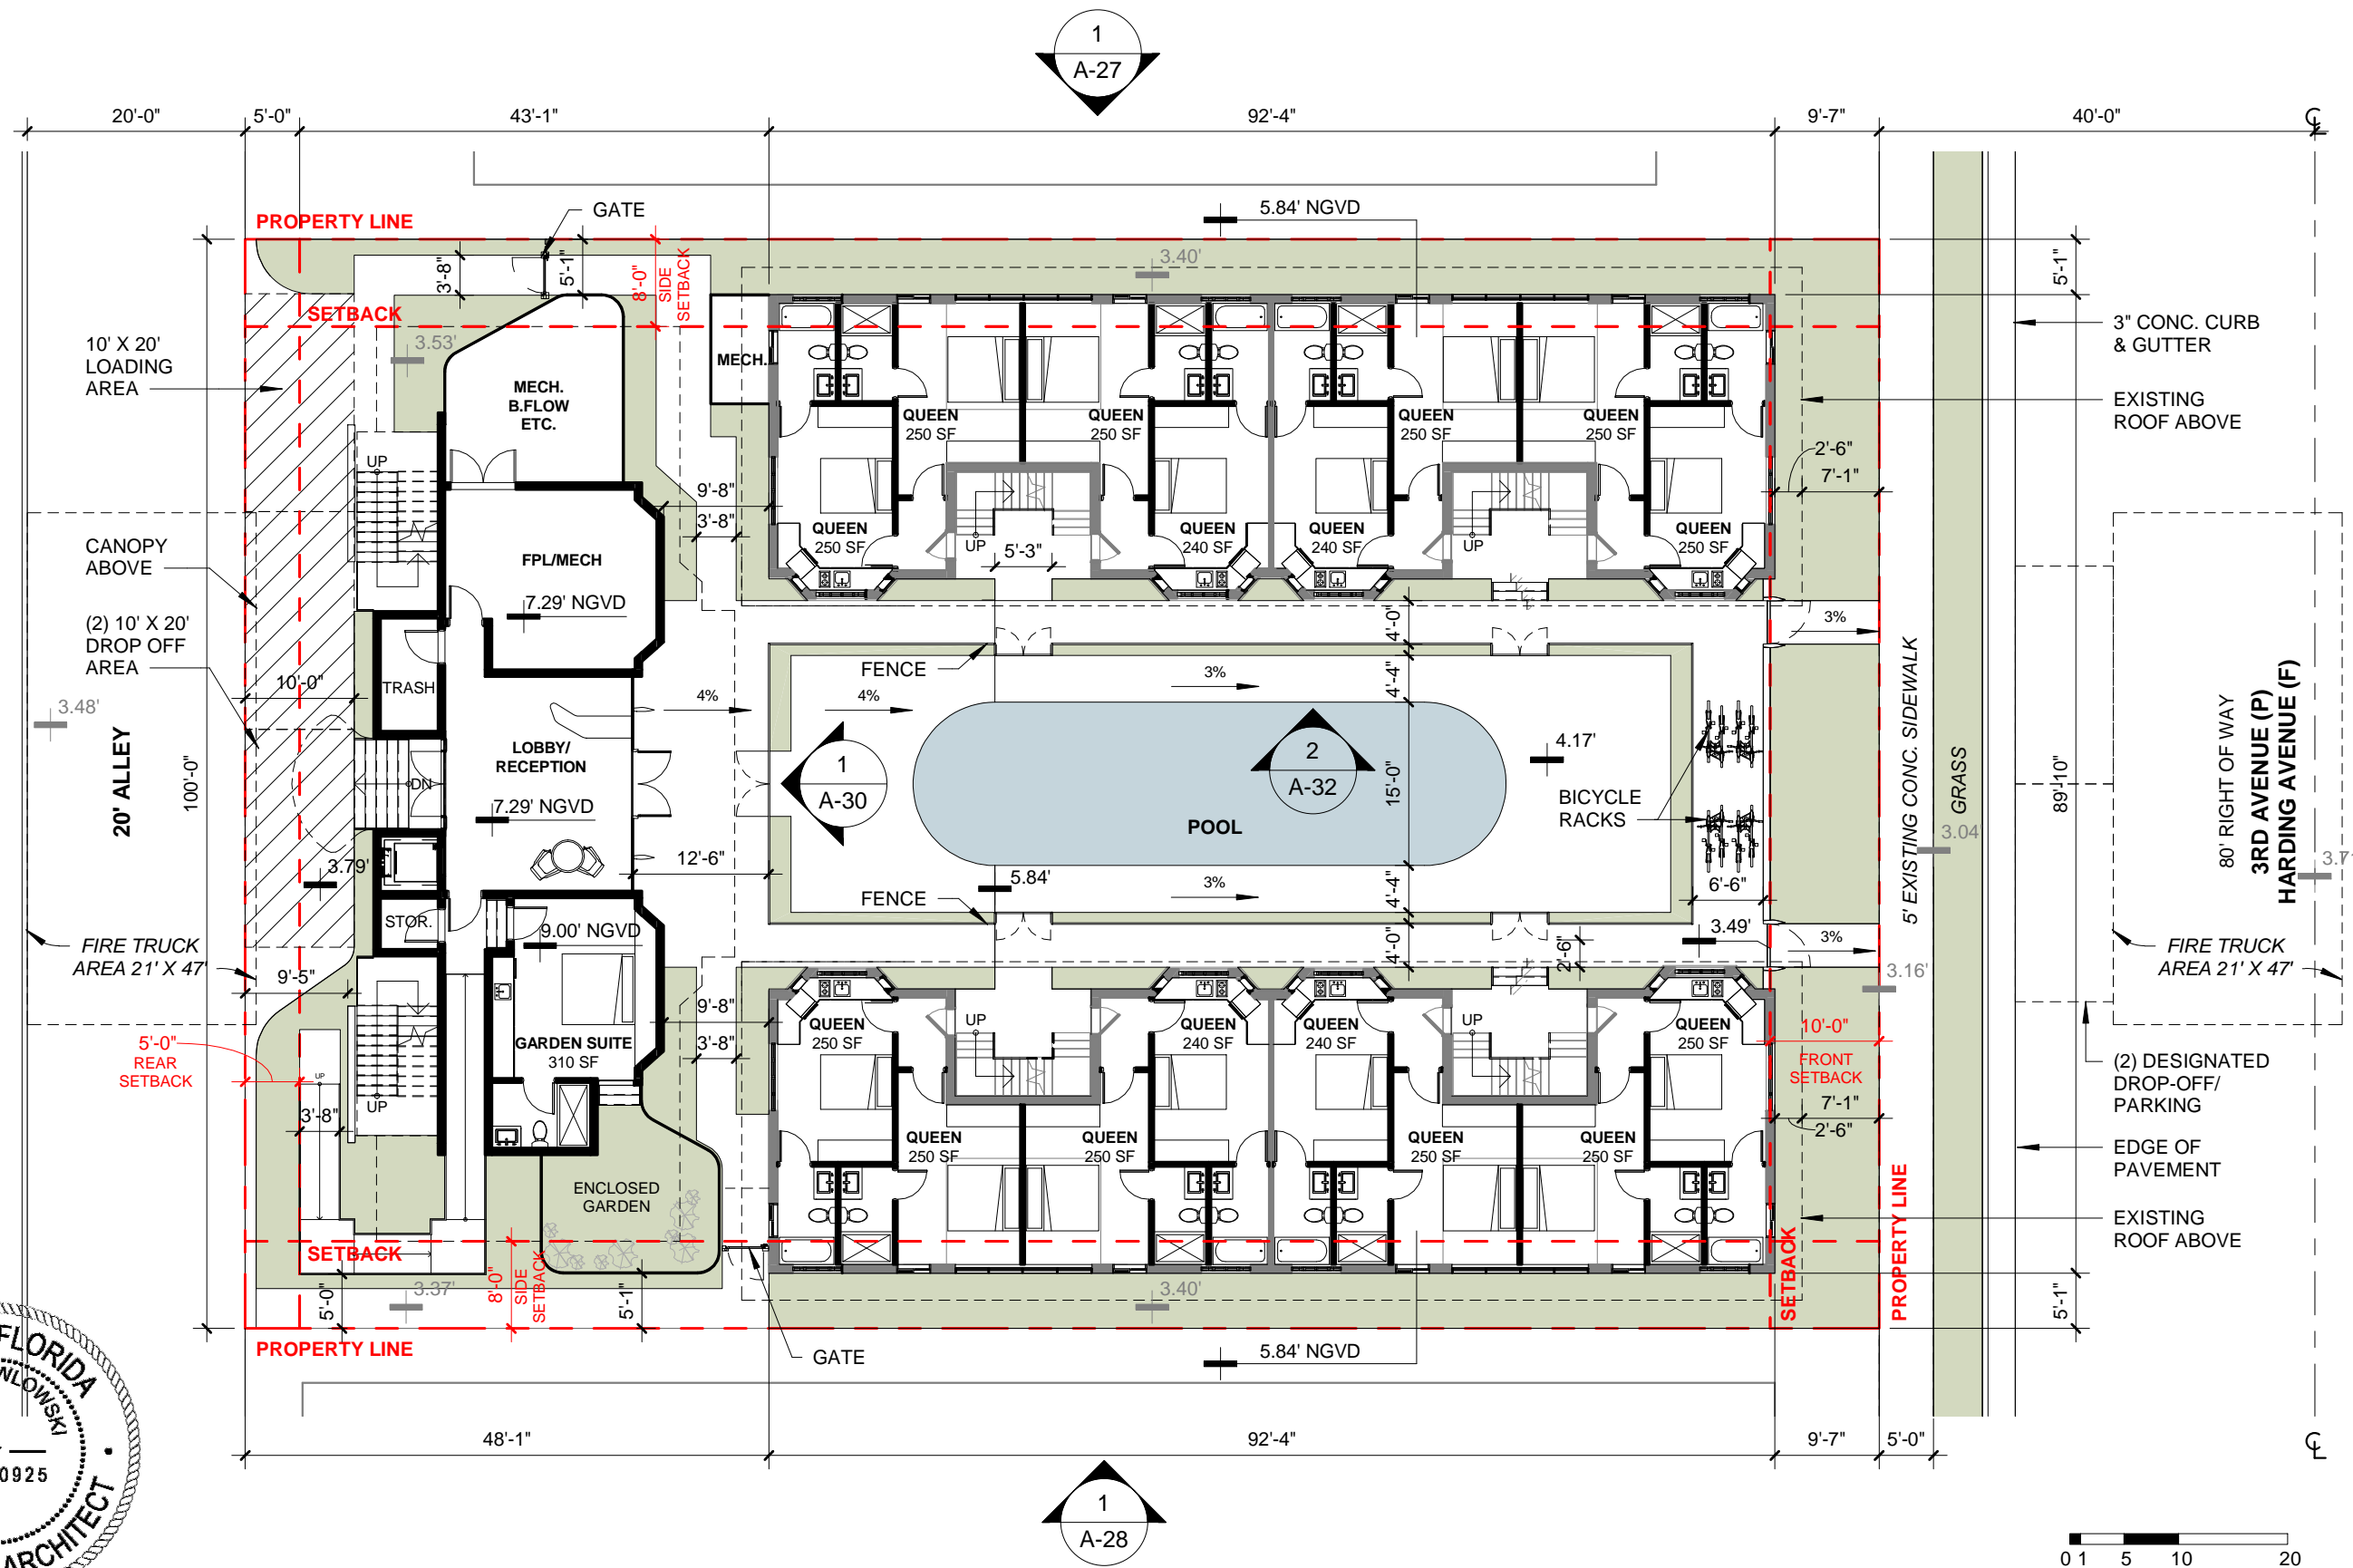 1
A-27
20'-0"
5'-0"
43'-1"
92'-4"
9'-7"
40'-0"
℄
PROPERTY LINE
GATE
5.84' NGVD
3.40'
3'-8"
5'-1"
8'-0"
SIDE
SETBACK
5'-1"
SETBACK
10' X 20'
LOADING
AREA
3.53'
MECH.
B.FLOW
ETC.
MECH.
3" CONC. CURB
& GUTTER
EXISTING
ROOF ABOVE
QUEEN
250 SF
QUEEN
250 SF
QUEEN
250 SF
QUEEN
250 SF
2'-6"
7'-1"
UP
9'-8"
3'-8"
QUEEN
250 SF
UP
5'-3"
QUEEN
240 SF
QUEEN
240 SF
UP
QUEEN
250 SF
CANOPY
ABOVE
FPL/MECH
7.29' NGVD
(2) 10' X 20'
DROP OFF
AREA
4'-0"
3%
FENCE
3%
4'-4"
10'-0"
TRASH
4%
4%
3.48'
20' ALLEY
100'-0"
LOBBY/
RECEPTION
DN
7.29' NGVD
1
A-30
2
A-32
15'-0"
4.17'
POOL
BICYCLE
RACKS
5' EXISTING CONC. SIDEWALK
GRASS
3.04'
89'-10"
80' RIGHT OF WAY
3RD AVENUE (P)
HARDING AVENUE (F)
3.79'
12'-6"
5.84'
3%
4'-4"
6'-6"
FENCE
STOR.
9.00' NGVD
4'-0"
2'-6"
3.49'
3%
3.16'
FIRE TRUCK
AREA 21' X 47'
9'-5"
FIRE TRUCK
AREA 21' X 47'
9'-8"
3'-8"
QUEEN
250 SF
UP
QUEEN
240 SF
QUEEN
240 SF
UP
QUEEN
250 SF
10'-0"
FRONT
SETBACK
5'-0"
REAR
SETBACK
GARDEN SUITE
310 SF
UP
UP
3'-8"
(2) DESIGNATED
DROP-OFF/
PARKING
7'-1"
2'-6"
QUEEN
250 SF
QUEEN
250 SF
QUEEN
250 SF
QUEEN
250 SF
EDGE OF
PAVEMENT
ENCLOSED
GARDEN
PROPERTY LINE
SETBACK
EXISTING
ROOF ABOVE
SETBACK
3.37'
5'-0"
8'-0"
SIDE
SETBACK
5'-1"
3.40'
5'-1"
PROPERTY LINE
GATE
5.84' NGVD
48'-1"
92'-4"
9'-7"
5'-0"
℄
FLORIDA
0925
ARCHITECT
1
A-28
0 1 5 10 20